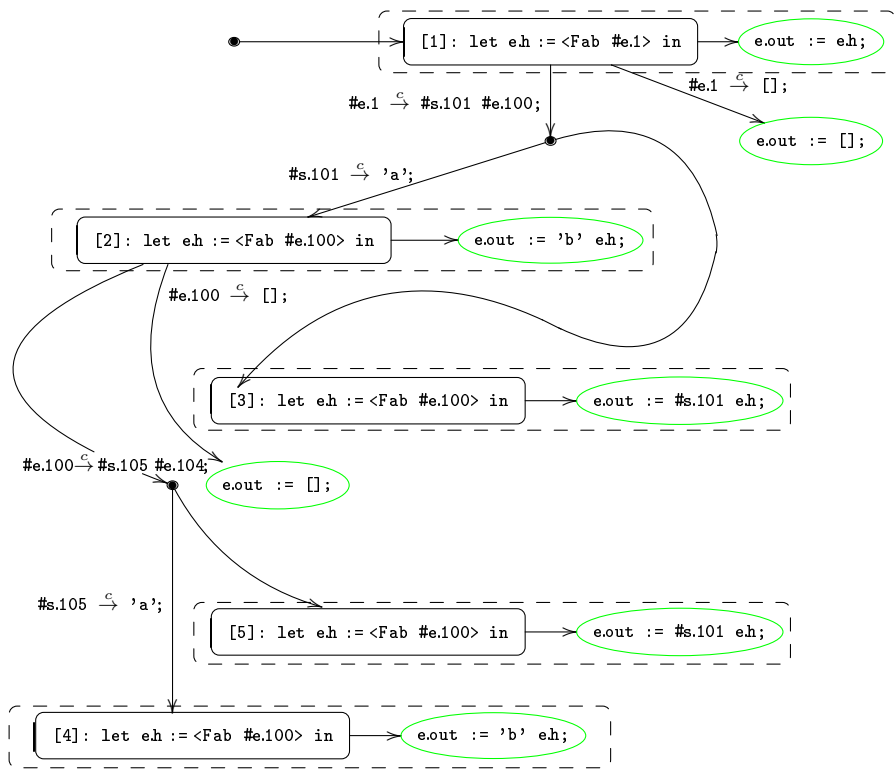 [1]: let e.h := <Fab #e.1> in e.out := e.h;
#e.1 c→ [];
#e.1 c→ #s.101 #e.100;
e.out := [];
#s.101 c→ 'a';
[2]: let e.h := <Fab #e.100> in e.out := 'b' e.h;
#e.100 c→ [];
[3]: let e.h := <Fab #e.100> in e.out := #s.101 e.h;
#e.100 c→ #s.105 #e.104;
e.out := [];
#s.105 c→ 'a';
[5]: let e.h := <Fab #e.100> in e.out := #s.101 e.h;
[4]: let e.h := <Fab #e.100> in e.out := 'b' e.h;